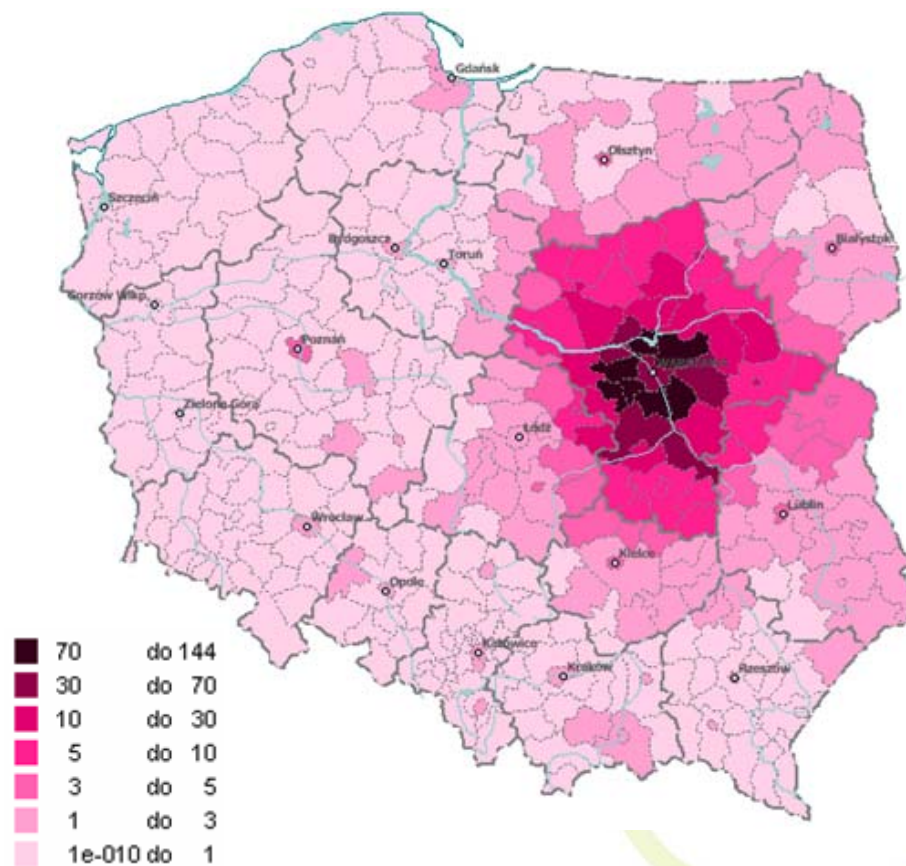 Gdańsk
Olsztyn
Szczecin
Bydgoszcz
Białystok
Toruń
Gorzów Wlkp.
Poznań
WARSZAWA
Zielona Góra
Łódź
Lublin
Wrocław
Kielce
Opole
Katowice
Kraków
Rzeszów
70 do 144
30 do 70
10 do 30
5 do 10
3 do 5
1 do 3
1e-010 do 1